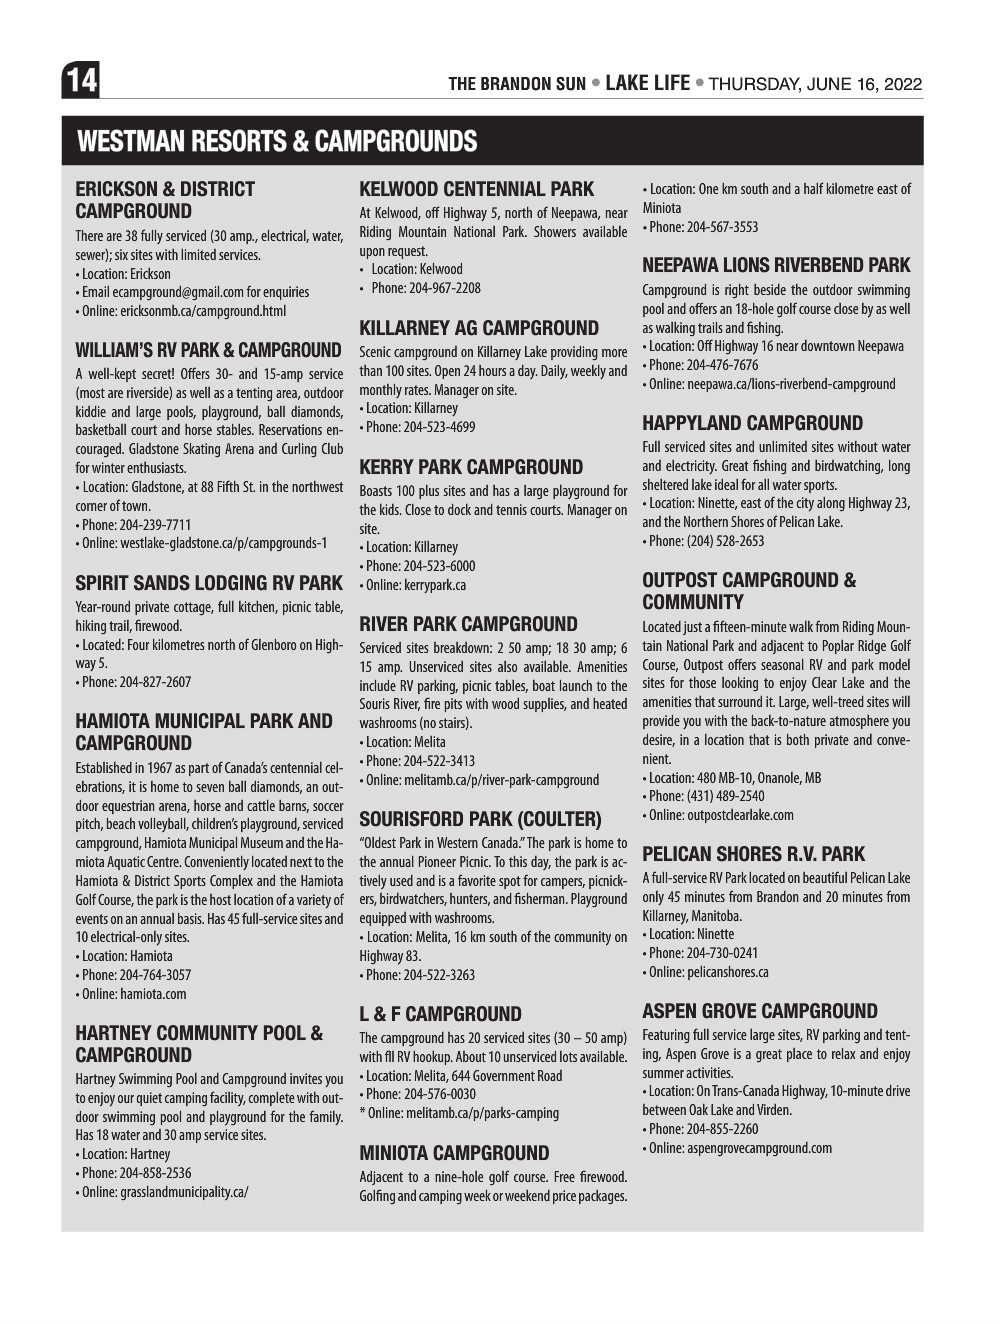 14
THE BRANDON SUN • LAKE LIFE • THURSDAY, JUNE 16, 2022
WESTMAN RESORTS & CAMPGROUNDS
ERICKSON & DISTRICT
CAMPGROUND
There are 38 fully serviced (30 amp., electrical, water,
sewer); six sites with limited services.
• Location: Erickson
• Email ecampground@gmail.com for enquiries
• Online: ericksonmb.ca/campground.html
WILLIAM'S RV PARK & CAMPGROUND
A well-kept secret! Offers 30- and 15-amp service
(most are riverside) as well as a tenting area, outdoor
kiddie and large pools, playground, ball diamonds,
basketball court and horse stables. Reservations en-
couraged. Gladstone Skating Arena and Curling Club
for winter enthusiasts.
• Location: Gladstone, at 88 Fifth St. in the northwest
corner of town.
• Phone: 204-239-7711
• Online: westlake-gladstone.ca/p/campgrounds-1
SPIRIT SANDS LODGING RV PARK
Year-round private cottage, full kitchen, picnic table,
hiking trail, firewood.
• Located: Four kilometres north of Glenboro on High-
way 5.
• Phone: 204-827-2607
HAMIOTA MUNICIPAL PARK AND
CAMPGROUND
Established in 1967 as part of Canada's centennial cel-
ebrations, it is home to seven ball diamonds, an out-
door equestrian arena, horse and cattle barns, soccer
pitch, beach volleyball, children's playground, serviced
campground, Hamiota Municipal Museum and the Ha-
miota Aquatic Centre. Conveniently located next to the
Hamiota & District Sports Complex and the Hamiota
Golf Course, the park is the host location of a variety of
events on an annual basis. Has 45 full-service sites and
10 electrical-only sites.
• Location: Hamiota
• Phone: 204-764-3057
• Online: hamiota.com
HARTNEY COMMUNITY POOL &
CAMPGROUND
Hartney Swimming Pool and Campground invites you
to enjoy our quiet camping facility, complete with out-
door swimming pool and playground for the family.
Has 18 water and 30 amp service sites.
• Location: Hartney
• Phone: 204-858-2536
• Online: grasslandmunicipality.ca/
KELWOOD CENTENNIAL PARK
At Kelwood, off Highway 5, north of Neepawa, near
Riding Mountain National Park. Showers available
upon request.
• Location: Kelwood
• Phone: 204-967-2208
KILLARNEY AG CAMPGROUND
Scenic campground on Killarney Lake providing more
than 100 sites. Open 24 hours a day. Daily, weekly and
monthly rates. Manager on site.
• Location: Killarney
• Phone: 204-523-4699
KERRY PARK CAMPGROUND
Boasts 100 plus sites and has a large playground for
the kids. Close to dock and tennis courts. Manager on
site.
• Location: Killarney
• Phone: 204-523-6000
• Online: kerrypark.ca
RIVER PARK CAMPGROUND
Serviced sites breakdown: 2 50 amp; 18 30 amp; 6
15 amp. Unserviced sites also available. Amenities
include RV parking, picnic tables, boat launch to the
Souris River, fire pits with wood supplies, and heated
washrooms (no stairs).
• Location: Melita
• Phone: 204-522-3413
• Online: melitamb.ca/p/river-park-campground
SOURISFORD PARK (COULTER)
"Oldest Park in Western Canada." The park is home to
the annual Pioneer Picnic. To this day, the park is ac-
tively used and is a favorite spot for campers, picnick-
ers, birdwatchers, hunters, and fisherman. Playground
equipped with washrooms.
• Location: Melita, 16 km south of the community on
Highway 83.
• Phone: 204-522-3263
L & F CAMPGROUND
The campground has 20 serviced sites (30 – 50 amp)
with fll RV hookup. About 10 unserviced lots available.
• Location: Melita, 644 Government Road
• Phone: 204-576-0030
* Online: melitamb.ca/p/parks-camping
MINIOTA CAMPGROUND
Adjacent to a nine-hole golf course. Free firewood.
Golfing and camping week or weekend price packages.
• Location: One km south and a half kilometre east of
Miniota
• Phone: 204-567-3553
NEEPAWA LIONS RIVERBEND PARK
Campground is right beside the outdoor swimming
pool and offers an 18-hole golf course close by as well
as walking trails and fishing.
• Location: Off Highway 16 near downtown Neepawa
• Phone: 204-476-7676
• Online: neepawa.ca/lions-riverbend-campground
HAPPYLAND CAMPGROUND
Full serviced sites and unlimited sites without water
and electricity. Great fishing and birdwatching, long
sheltered lake ideal for all water sports.
• Location: Ninette, east of the city along Highway 23,
and the Northern Shores of Pelican Lake.
• Phone: (204) 528-2653
OUTPOST CAMPGROUND &
COMMUNITY
Located just a fifteen-minute walk from Riding Moun-
tain National Park and adjacent to Poplar Ridge Golf
Course, Outpost offers seasonal RV and park model
sites for those looking to enjoy Clear Lake and the
amenities that surround it. Large, well-treed sites will
provide you with the back-to-nature atmosphere you
desire, in a location that is both private and conve-
nient.
• Location: 480 MB-10, Onanole, MB
• Phone: (431) 489-2540
• Online: outpostclearlake.com
PELICAN SHORES R.V. PARK
A full-service RV Park located on beautiful Pelican Lake
only 45 minutes from Brandon and 20 minutes from
Killarney, Manitoba.
• Location: Ninette
• Phone: 204-730-0241
• Online: pelicanshores.ca
ASPEN GROVE CAMPGROUND
Featuring full service large sites, RV parking and tent-
ing, Aspen Grove is a great place to relax and enjoy
summer activities.
• Location: On Trans-Canada Highway, 10-minute drive
between Oak Lake and Virden.
• Phone: 204-855-2260
• Online: aspengrovecampground.com